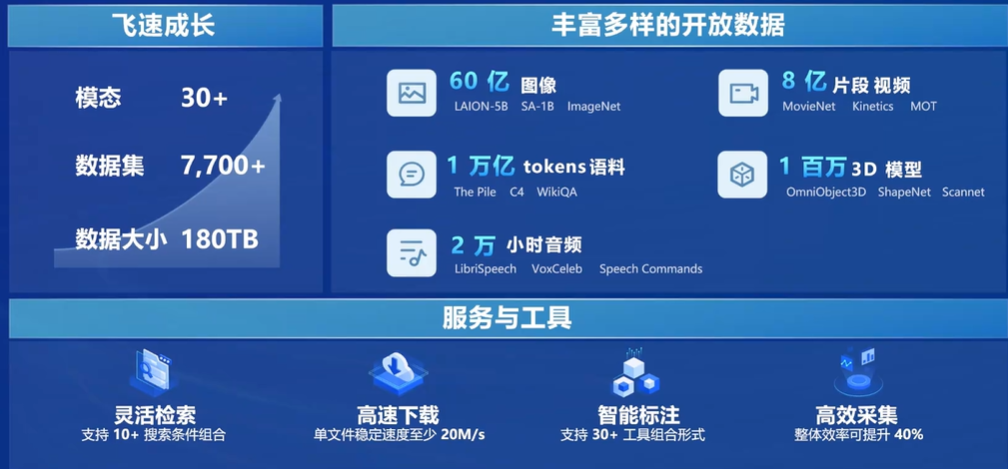 飞速成长
模态 30+
数据集 7,700+
数据大小 180TB
丰富多样的开放数据
60 亿 图像
LAION-5B SA-1B ImageNet
8 亿 片段 视频
MovieNet Kinetics MOT
1 万亿 tokens 语料
The Pile C4 WikiQA
1 百万 3D 模型
OmniObject3D ShapeNet Scannet
2 万 小时音频
LibriSpeech VoxCeleb Speech Commands
服务与工具
灵活检索
支持 10+ 搜索条件组合
高速下载
单文件稳定速度至少 20M/s
智能标注
支持 30+ 工具组合形式
高效采集
整体效率可提升 40%